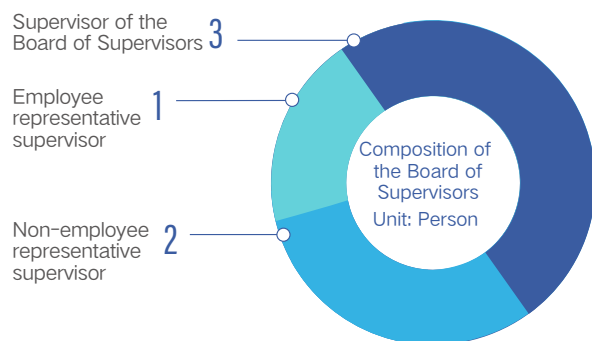 Supervisor of the
Board of Supervisors 3
Employee
representative 1
supervisor
Non-employee
representative 2
supervisor
Composition of
the Board of
Supervisors
Unit: Person